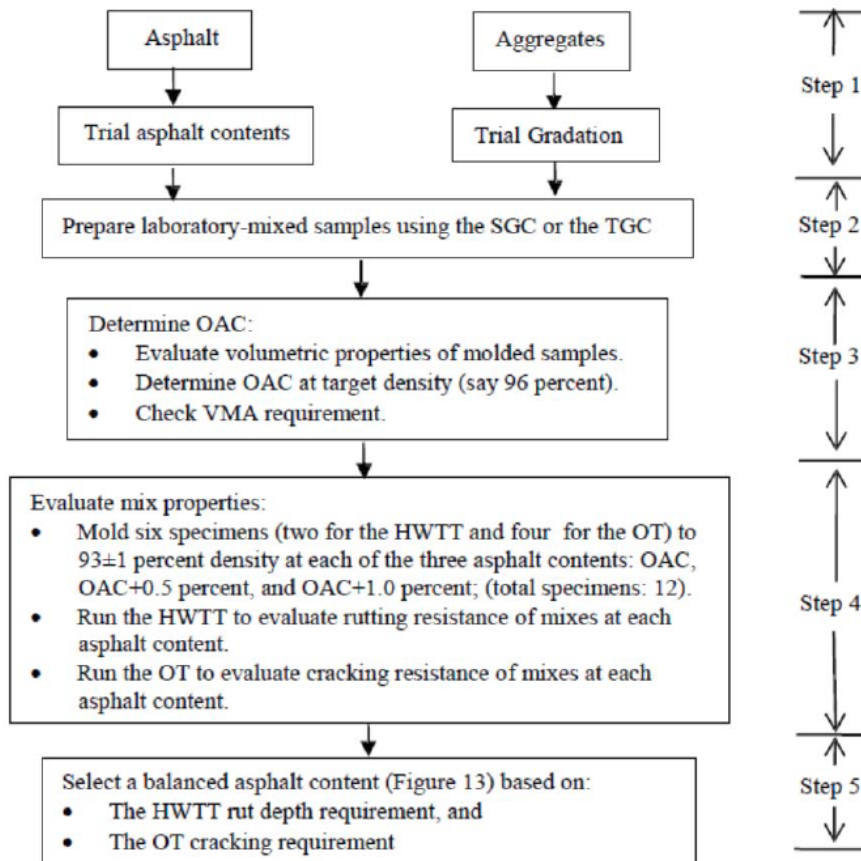 Asphalt
Aggregates
Step 1
Trial asphalt contents
Trial Gradation
Prepare laboratory-mixed samples using the SGC or the TGC
Step 2
Determine OAC:
• Evaluate volumetric properties of molded samples.
• Determine OAC at target density (say 96 percent).
• Check VMA requirement.
Step 3
Evaluate mix properties:
• Mold six specimens (two for the HWTT and four for the OT) to
93±1 percent density at each of the three asphalt contents: OAC,
OAC+0.5 percent, and OAC+1.0 percent; (total specimens: 12).
• Run the HWTT to evaluate rutting resistance of mixes at each
asphalt content.
• Run the OT to evaluate cracking resistance of mixes at each
asphalt content.
Step 4
Select a balanced asphalt content (Figure 13) based on:
• The HWTT rut depth requirement, and
• The OT cracking requirement
Step 5